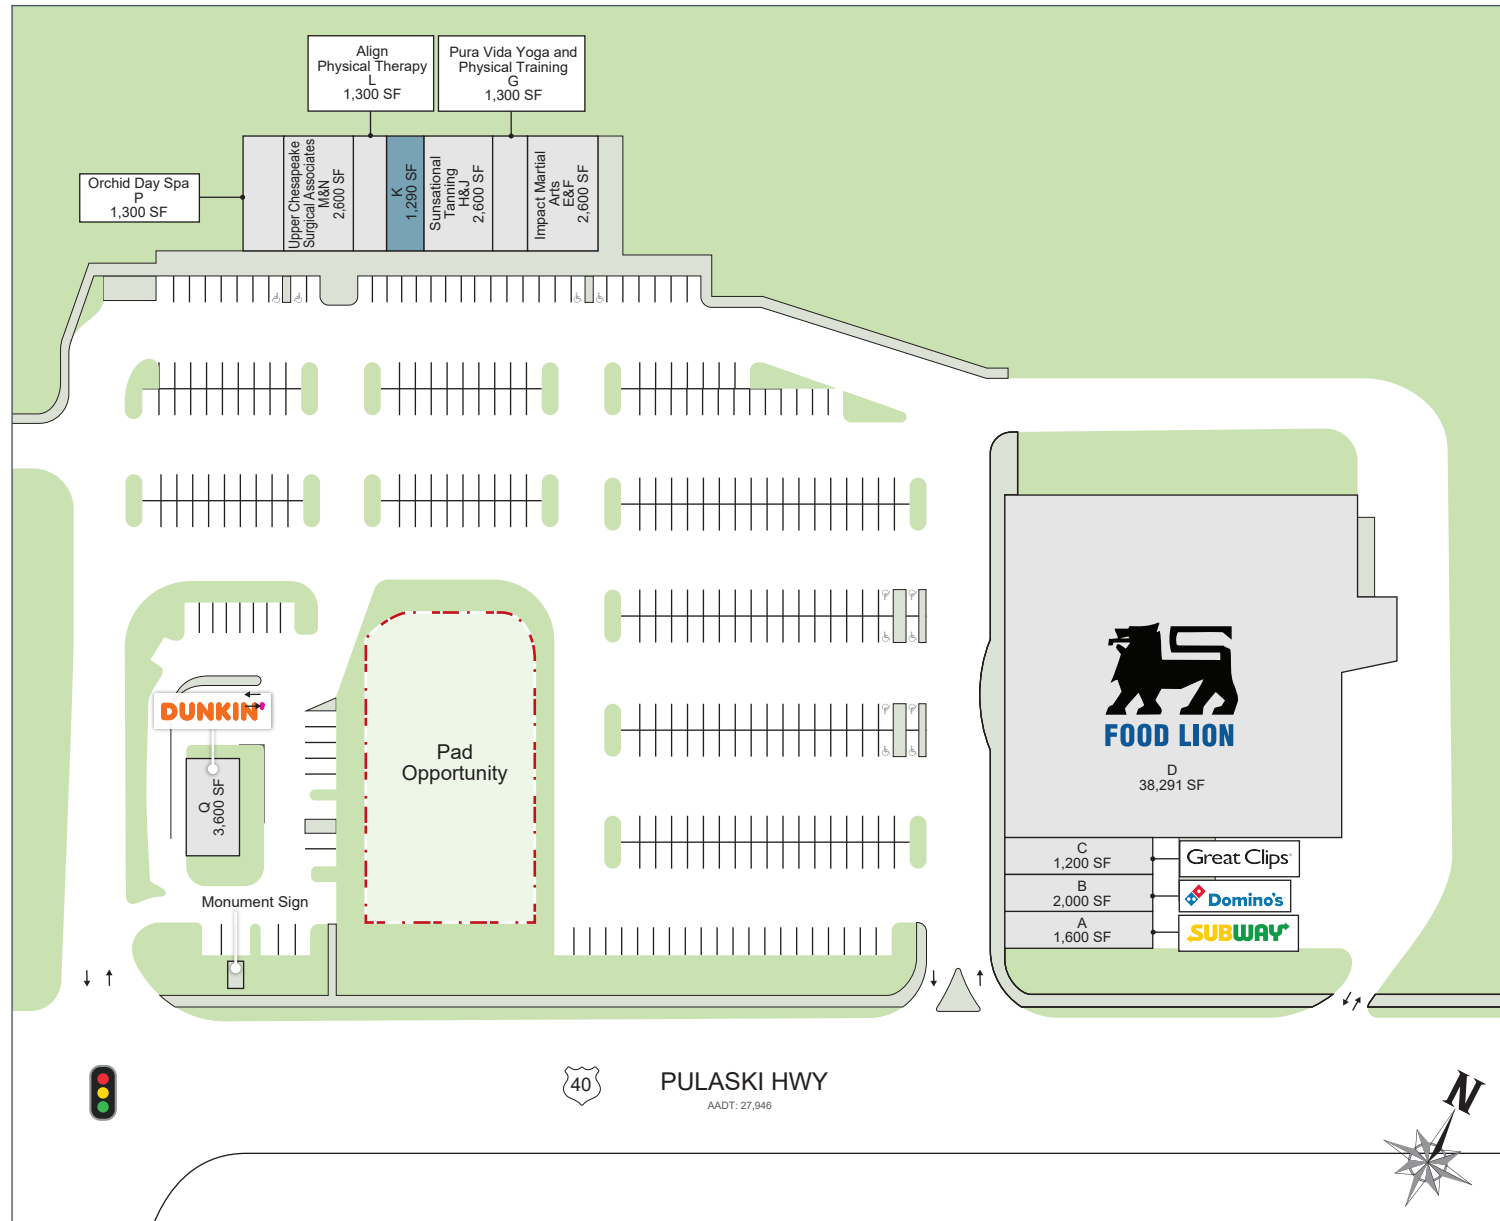 Align
Physical Therapy
L
1,300 SF
Pura Vida Yoga and
Physical Training
G
1,300 SF
Orchid Day Spa
P
1,300 SF
Upper Chesapeake
Surgical Associates
M&N
2,600 SF
K
1,290 SF
Sunsational
Tanning
H&J
2,600 SF
Impact Martial
Arts
E&F
2,600 SF
DUNKIN'
Q
3,600 SF
Pad
Opportunity
FOOD LION
D
38,291 SF
C
1,200 SF
Great Clips
B
2,000 SF
Domino's
A
1,600 SF
SUBWAY
Monument Sign
40
PULASKI HWY
AADT: 27,946
N